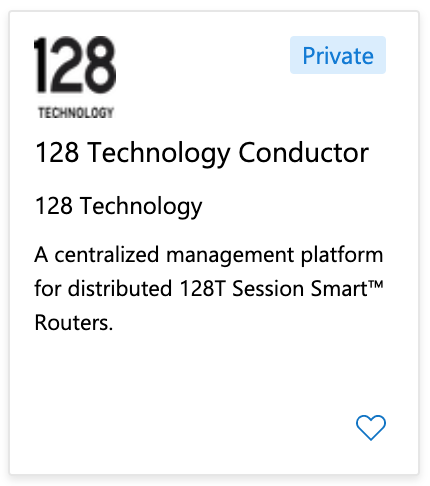 128
TECHNOLOGY
Private
128 Technology Conductor
128 Technology
A centralized management platform
for distributed 128T Session Smart™
Routers.